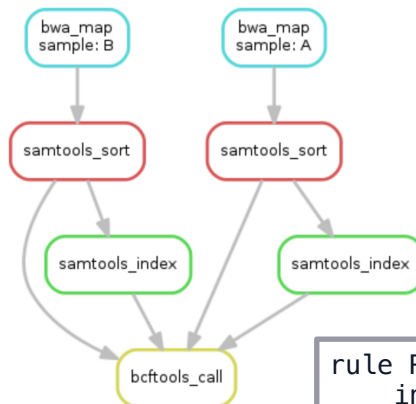 bwa_map
sample: B
bwa_map
sample: A
samtools_sort
samtools_sort
samtools_index
samtools_index
bcftools_call
rule